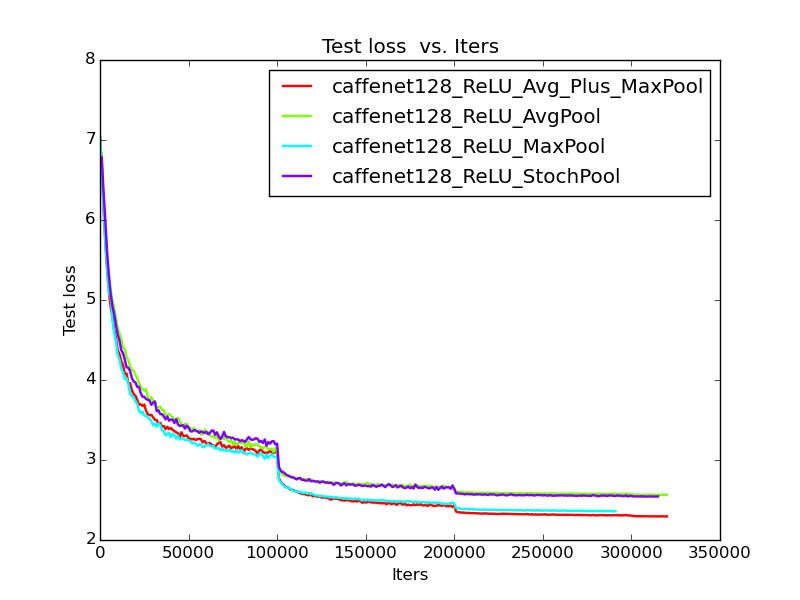 Test loss  vs. Iters
8
7
6
5
4
3
2
Test loss
caffenet128_ReLU_Avg_Plus_MaxPool
caffenet128_ReLU_AvgPool
caffenet128_ReLU_MaxPool
caffenet128_ReLU_StochPool
0 50000 100000 150000 200000 250000 300000 350000
Iters